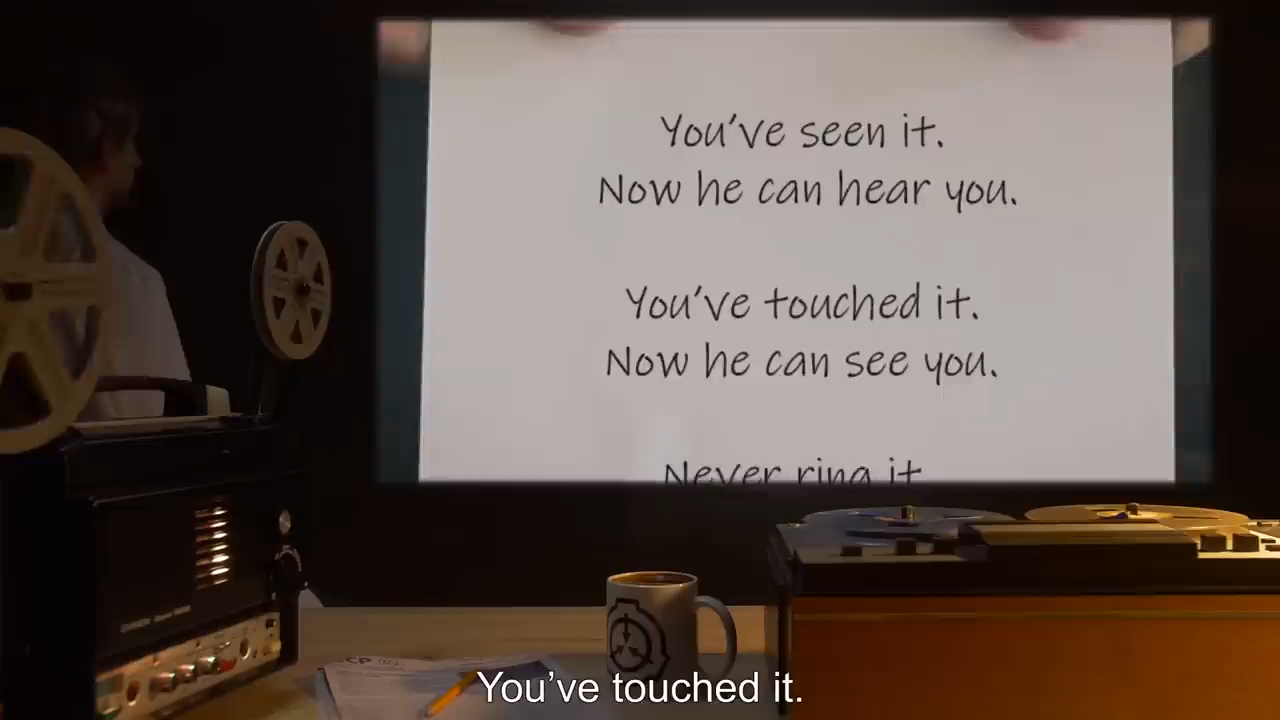 You've seen it.
Now he can hear you.
You've touched it.
Now he can see you.
Never ring it
You've touched it.